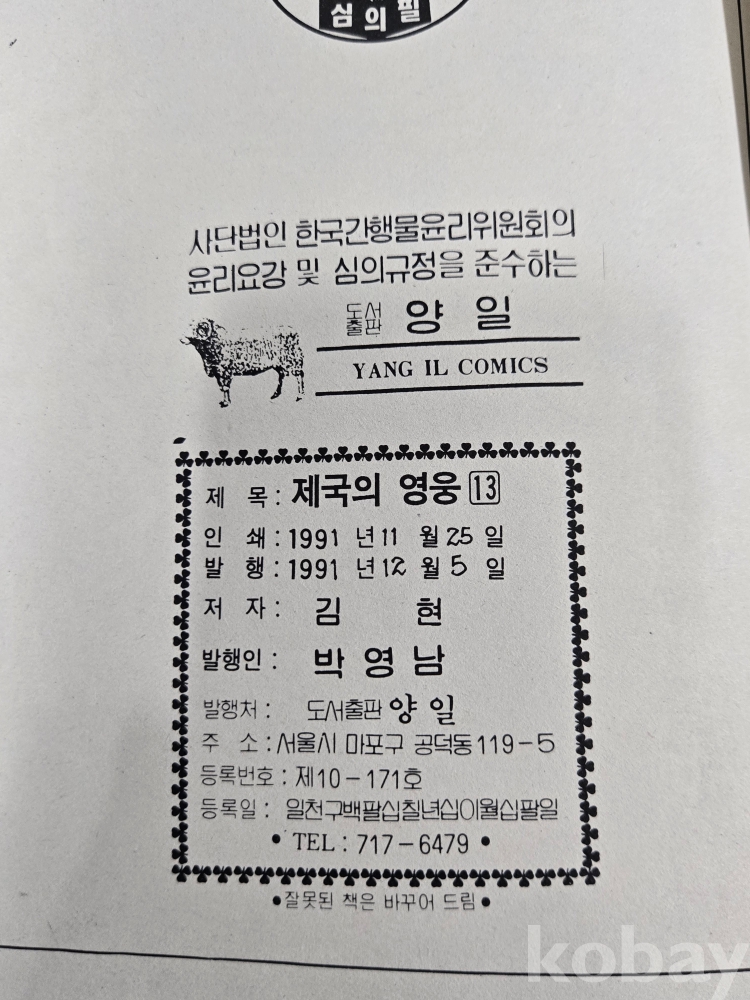 심의필
사단법인 한국간행물윤리위원회의
윤리요강 및 심의규정을 준수하는
도서출판 양일
YANG IL COMICS
제 목 : 제국의 영웅 13
인 쇄 : 1991 년 11 월 25 일
발 행 : 1991 년 12 월 5 일
저 자 : 김 현
발행인 : 박영남
발행처 : 도서출판 양일
주 소 : 서울시 마포구 공덕동 119-5
등록번호 : 제10-171호
등록일 : 일천구백팔십칠년십이월십팔일
• TEL : 717-6479 •
•잘못된 책은 바꾸어 드림•
kobay